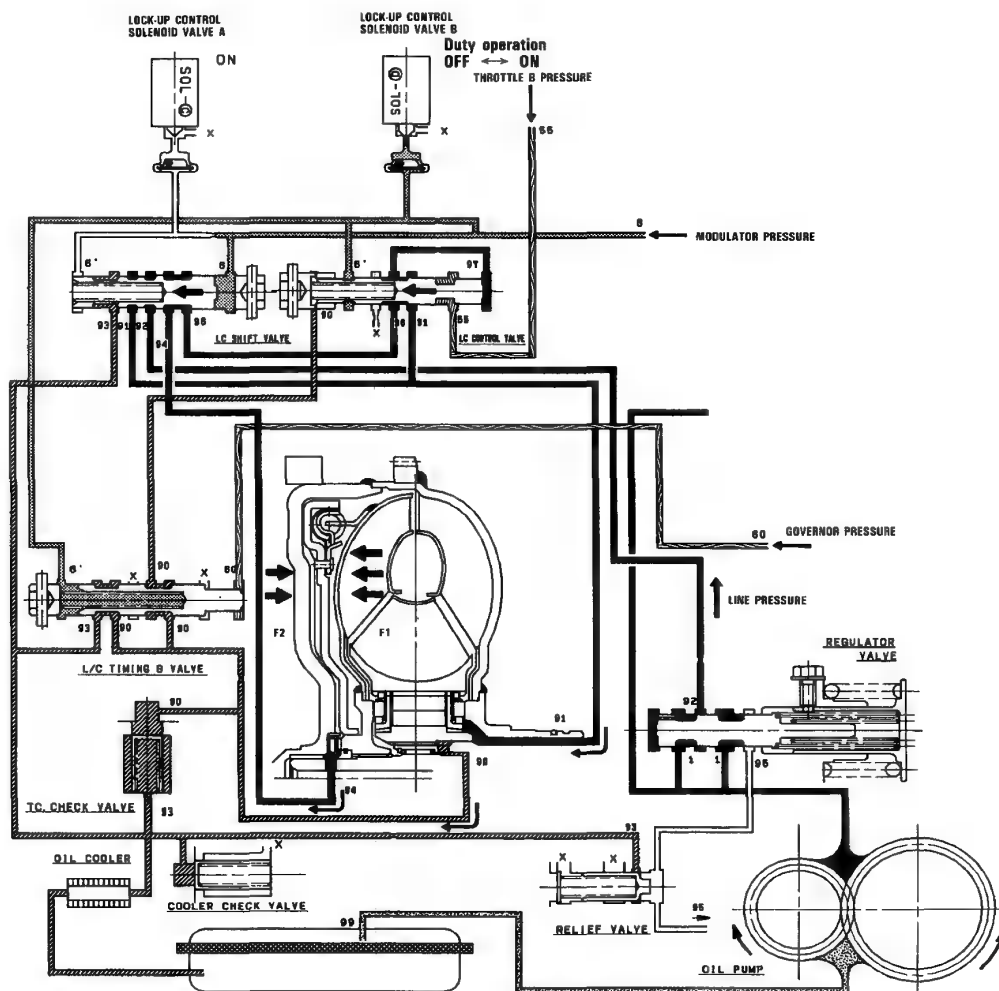 LOCK-UP CONTROL
SOLENOID VALVE A
ON
SOL-C
X
LOCK-UP CONTROL
SOLENOID VALVE B
Duty operation
OFF ↔ ON
THROTTLE B PRESSURE
SOL-D
X
55
6
MODULATOR PRESSURE
6'
6
6'
97
93
91
92
94
96
LC SHIFT VALVE
90
X
96
91
55
LC CONTROL VALVE
60
GOVERNOR PRESSURE
6'
X
90
X
60
93
90
90
L/C TIMING B VALVE
F2
F1
LINE PRESSURE
REGULATOR
VALVE
92
1
1
95
90
91
98
94
TC. CHECK VALVE
93
OIL COOLER
X
COOLER CHECK VALVE
93
X
X
RELIEF VALVE
95
99
OIL PUMP